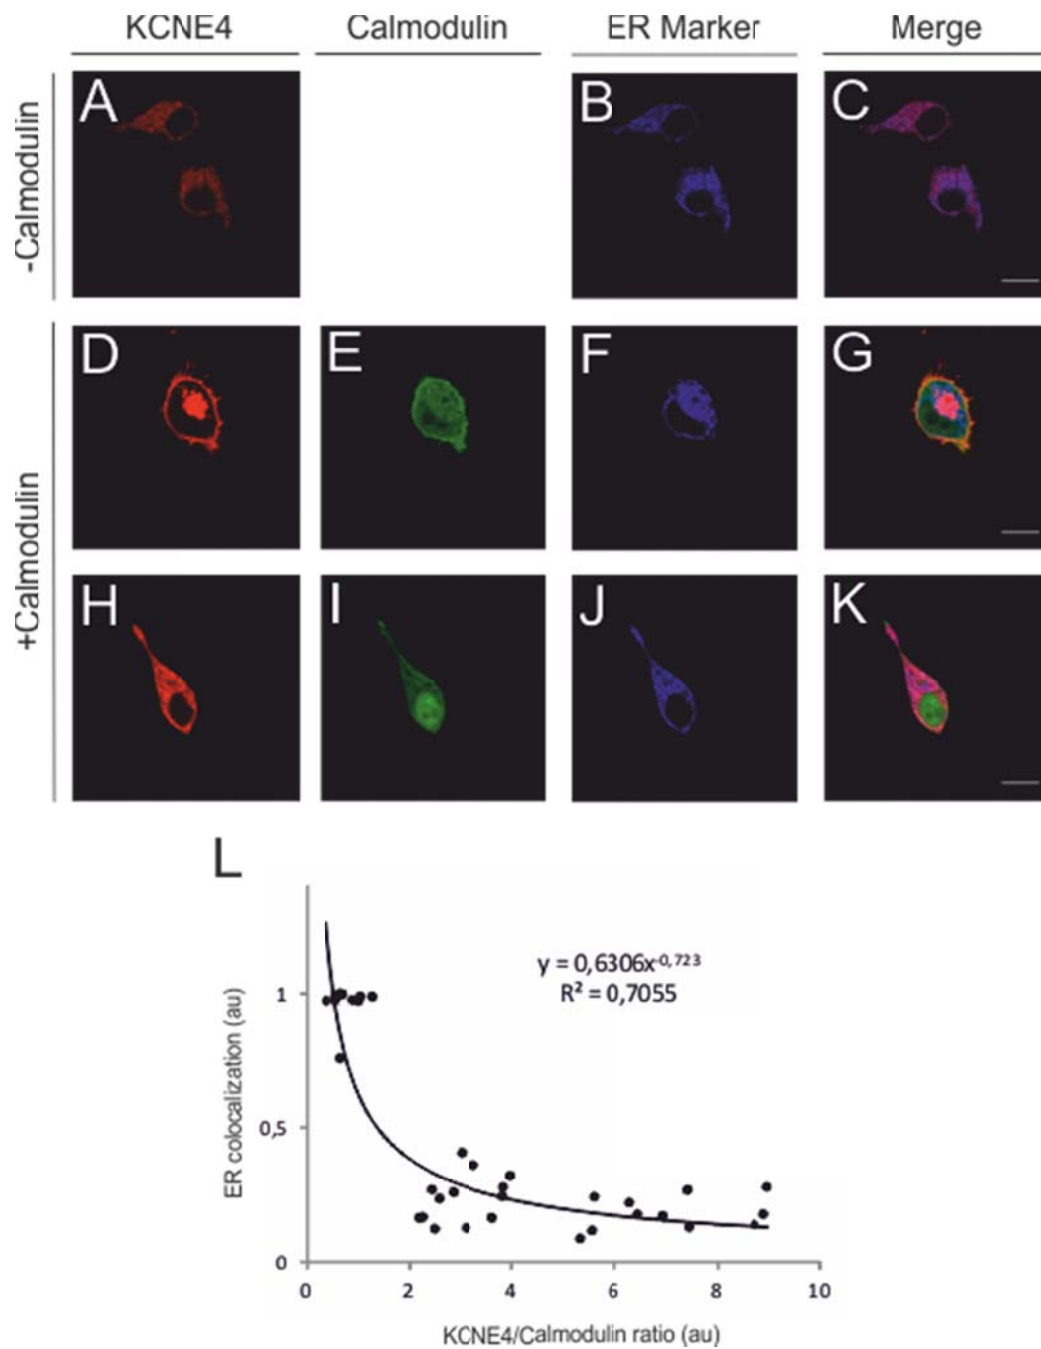 KCNE4 Calmodulin ER Marker Merge
-Calmodulin
A B C
+Calmodulin
D E F G
H I J K
L
y = 0,6306x^-0,723
R² = 0,7055
ER colocalization (au)
1
0,5
0
0 2 4 6 8 10
KCNE4/Calmodulin ratio (au)